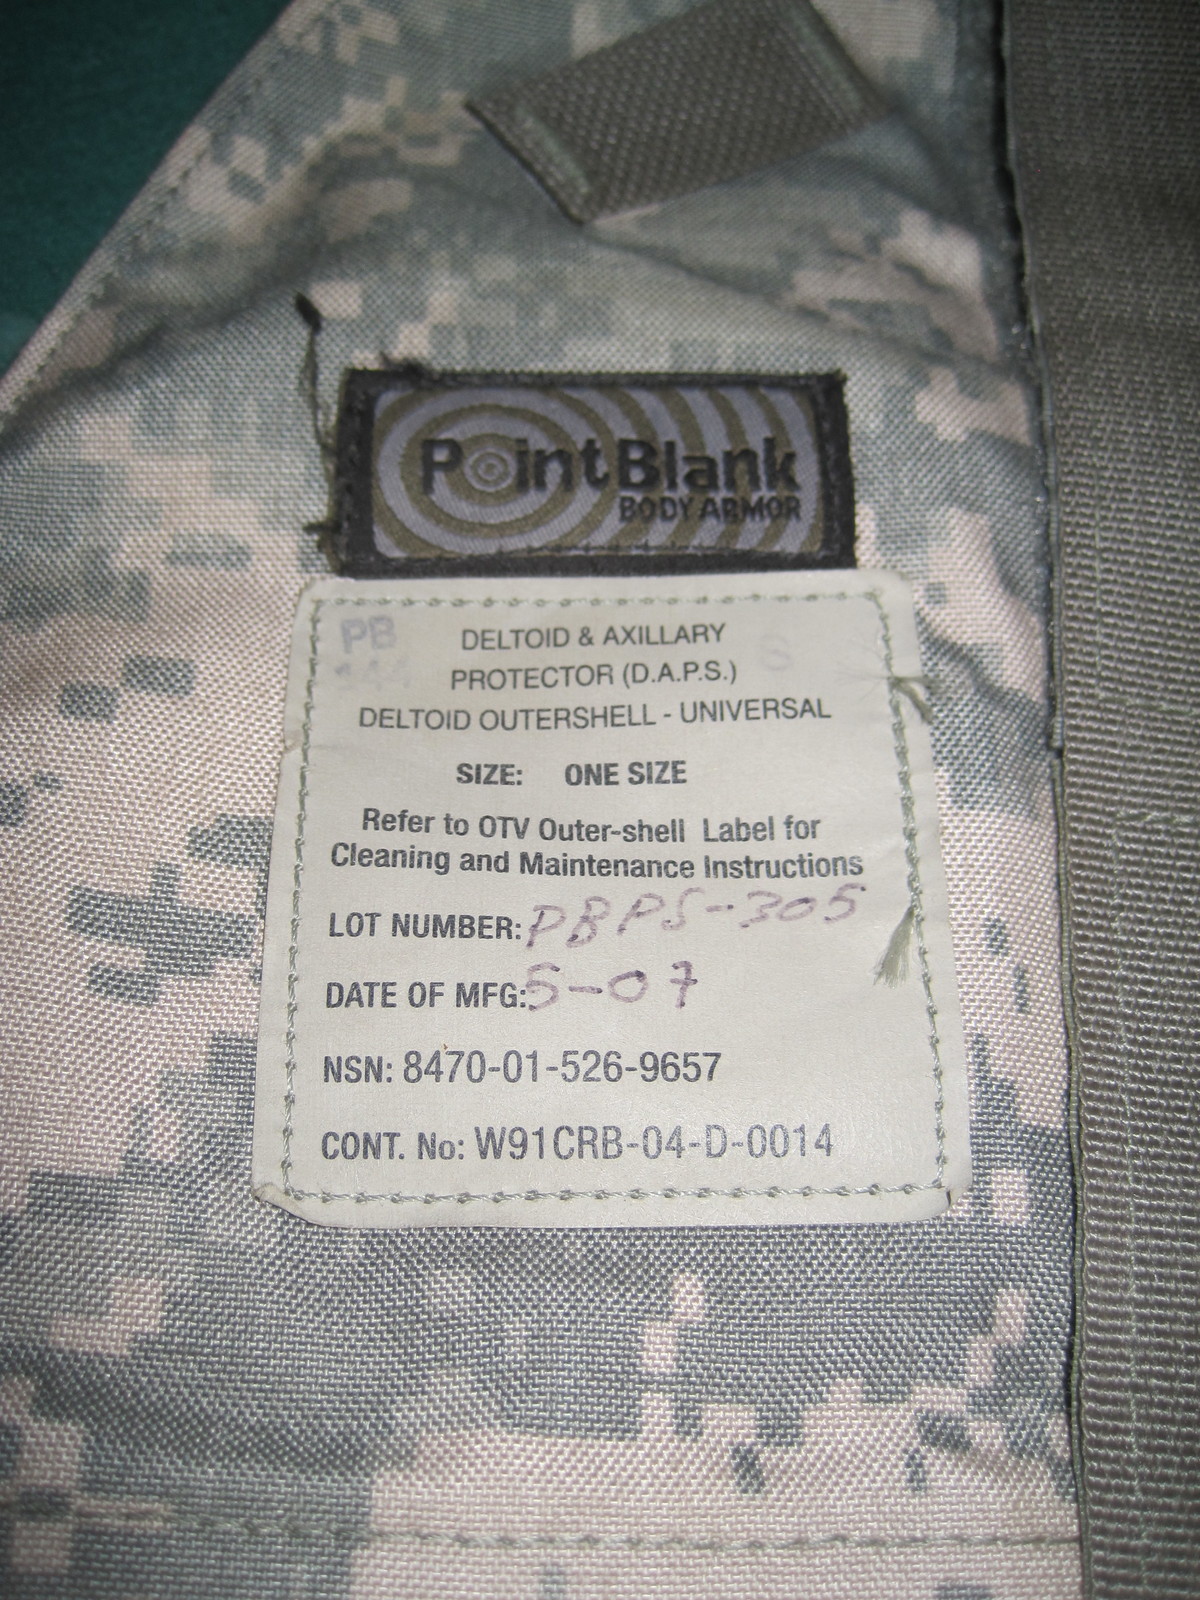 PointBlank
BODY ARMOR
PB
DELTOID & AXILLARY
S
PROTECTOR (D.A.P.S.)
DELTOID OUTERSHELL - UNIVERSAL
SIZE: ONE SIZE
Refer to OTV Outer-shell Label for
Cleaning and Maintenance Instructions
LOT NUMBER: PBPS-305
DATE OF MFG: 5-07
NSN: 8470-01-526-9657
CONT. No: W91CRB-04-D-0014